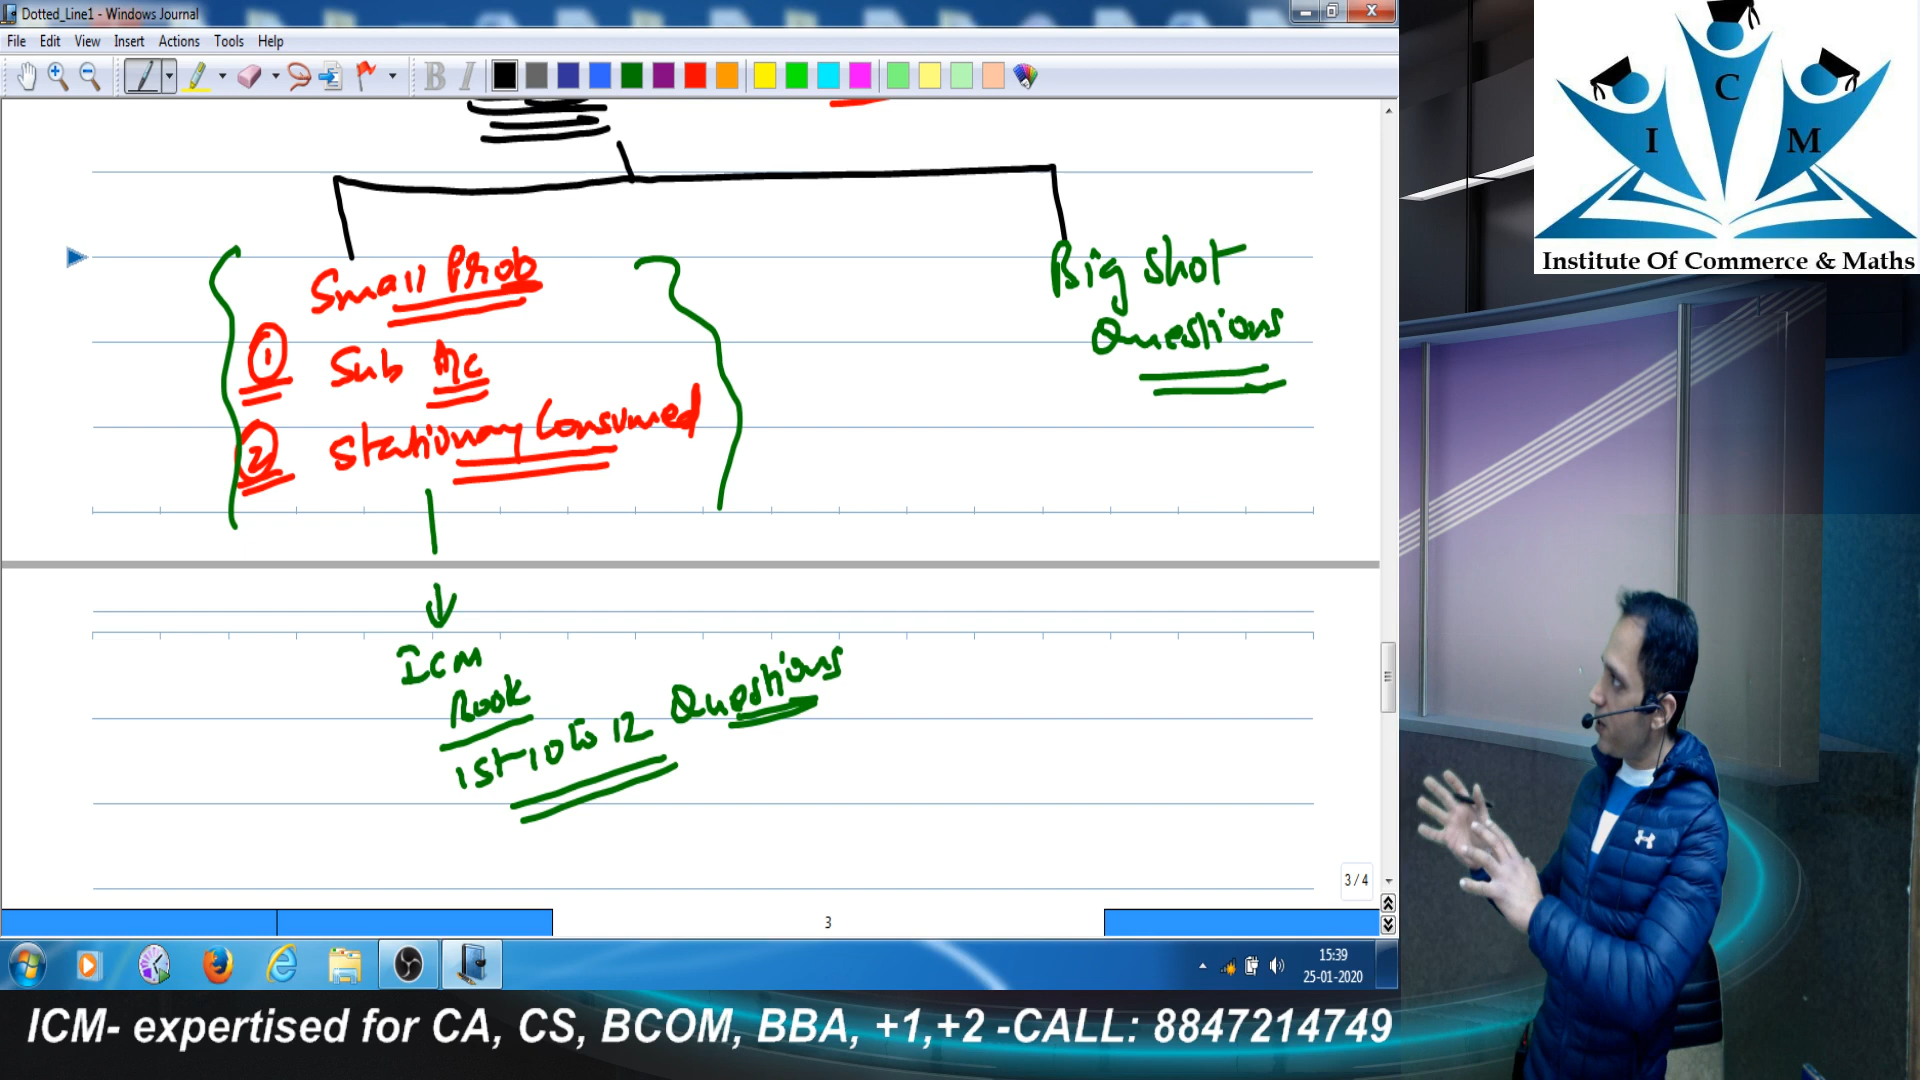 Dotted_Line1 - Windows Journal
File Edit View Insert Actions Tools Help
B I
Small Prob
① Sub A/c
② Stationary Consumed
Big shot
Questions
ICM
Book
1st 10 to 12 Questions
3 / 4
3
15:39
25-01-2020
I C M
Institute Of Commerce & Maths
ICM- expertised for CA, CS, BCOM, BBA, +1,+2 -CALL: 8847214749